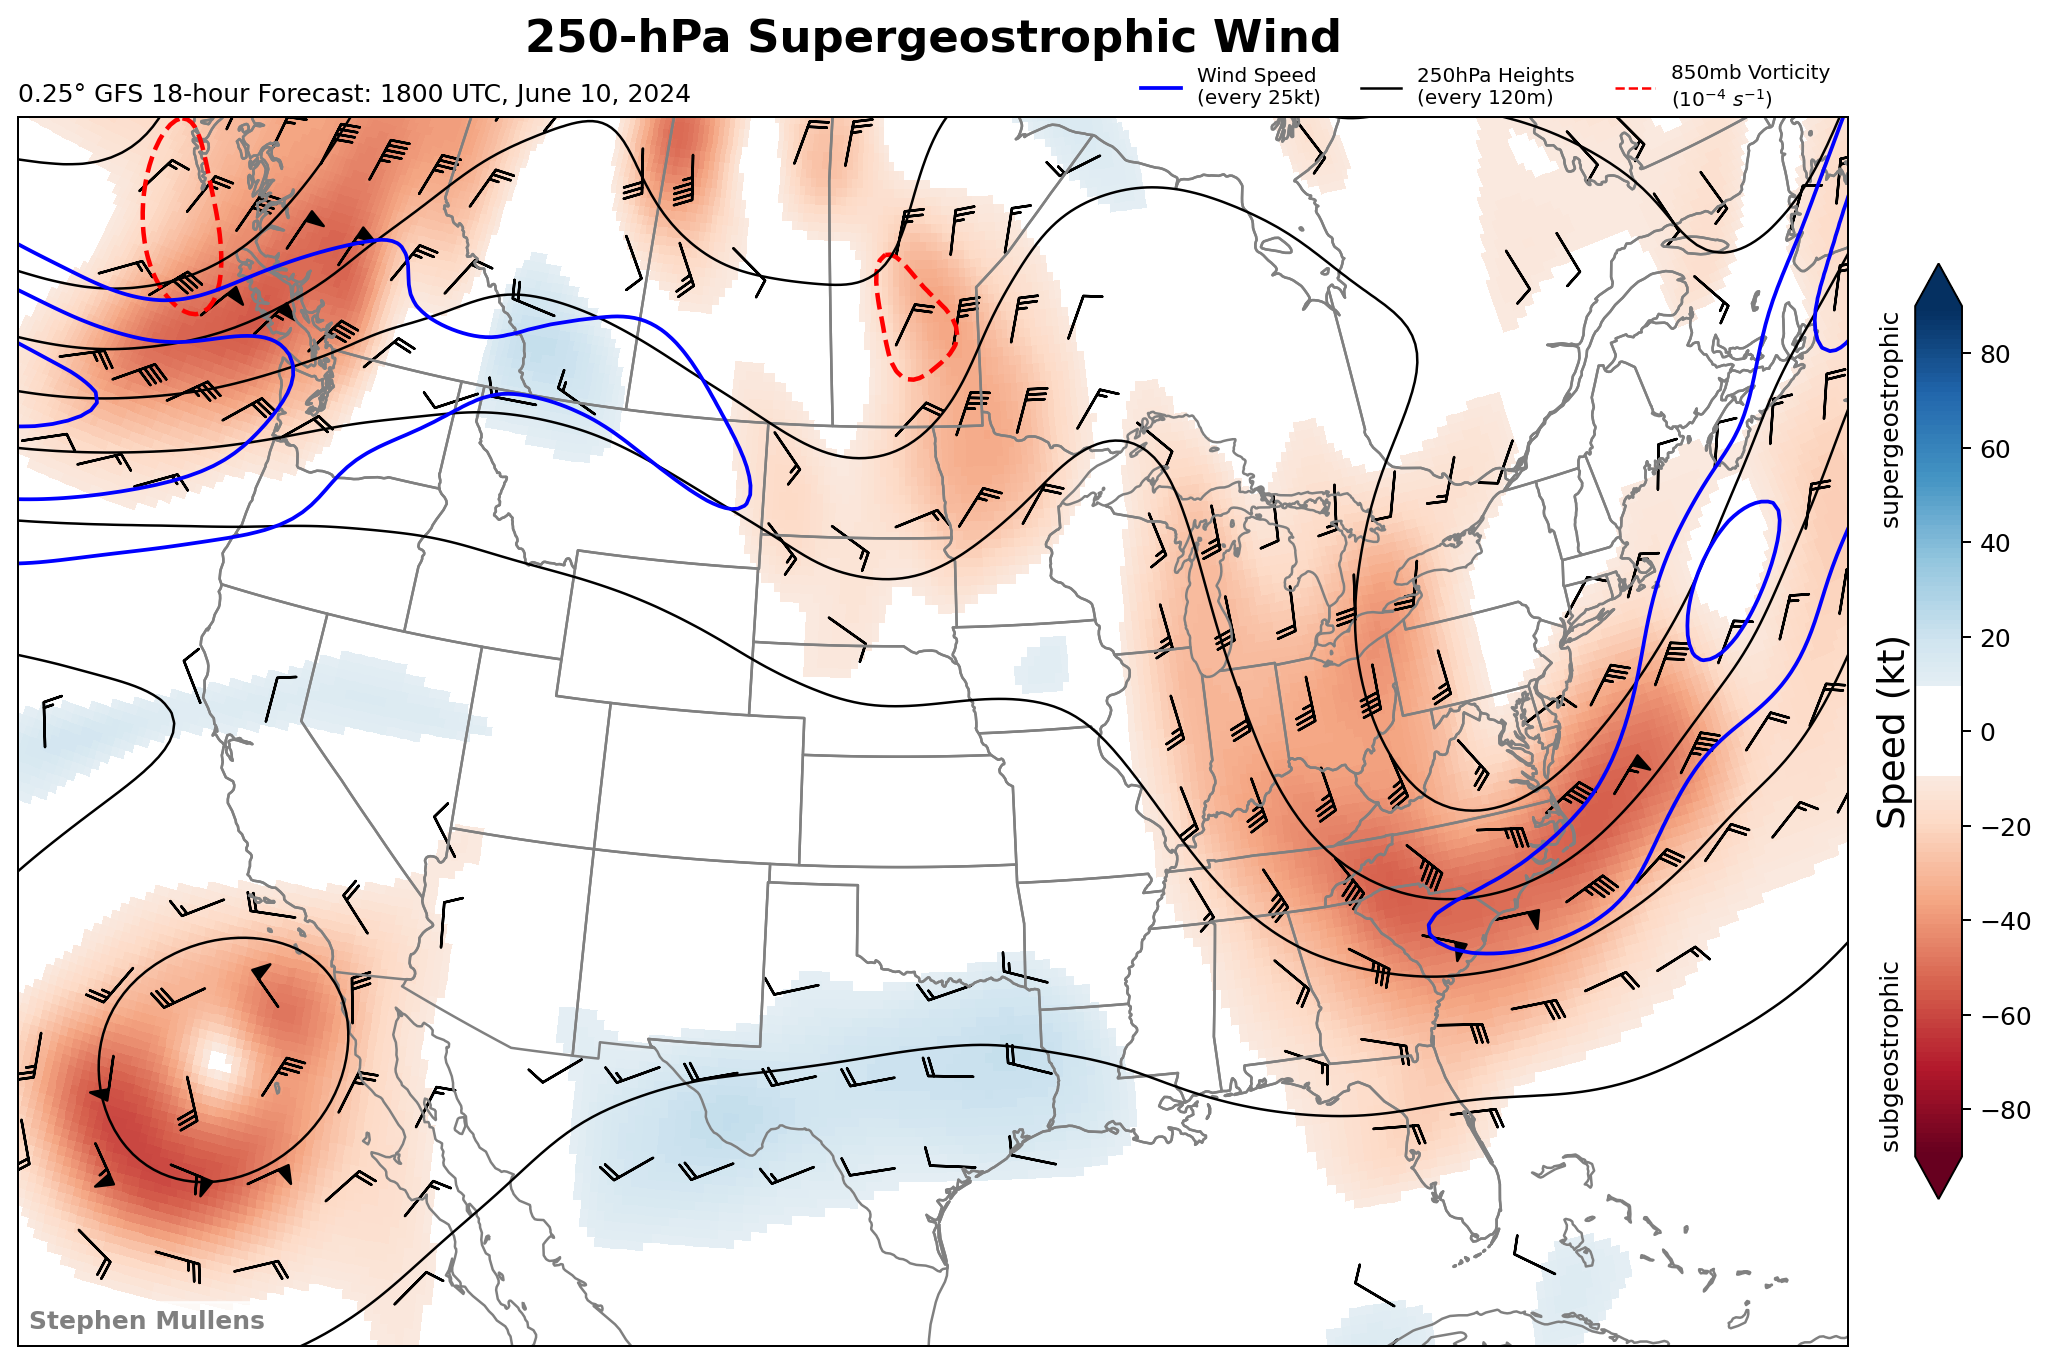 250-hPa Supergeostrophic Wind
0.25° GFS 18-hour Forecast: 1800 UTC, June 10, 2024
Wind Speed
(every 25kt)
250hPa Heights
(every 120m)
850mb Vorticity
(10⁻⁴ s⁻¹)
supergeostrophic
Speed (kt)
subgeostrophic
80
60
40
20
0
−20
−40
−60
−80
Stephen Mullens